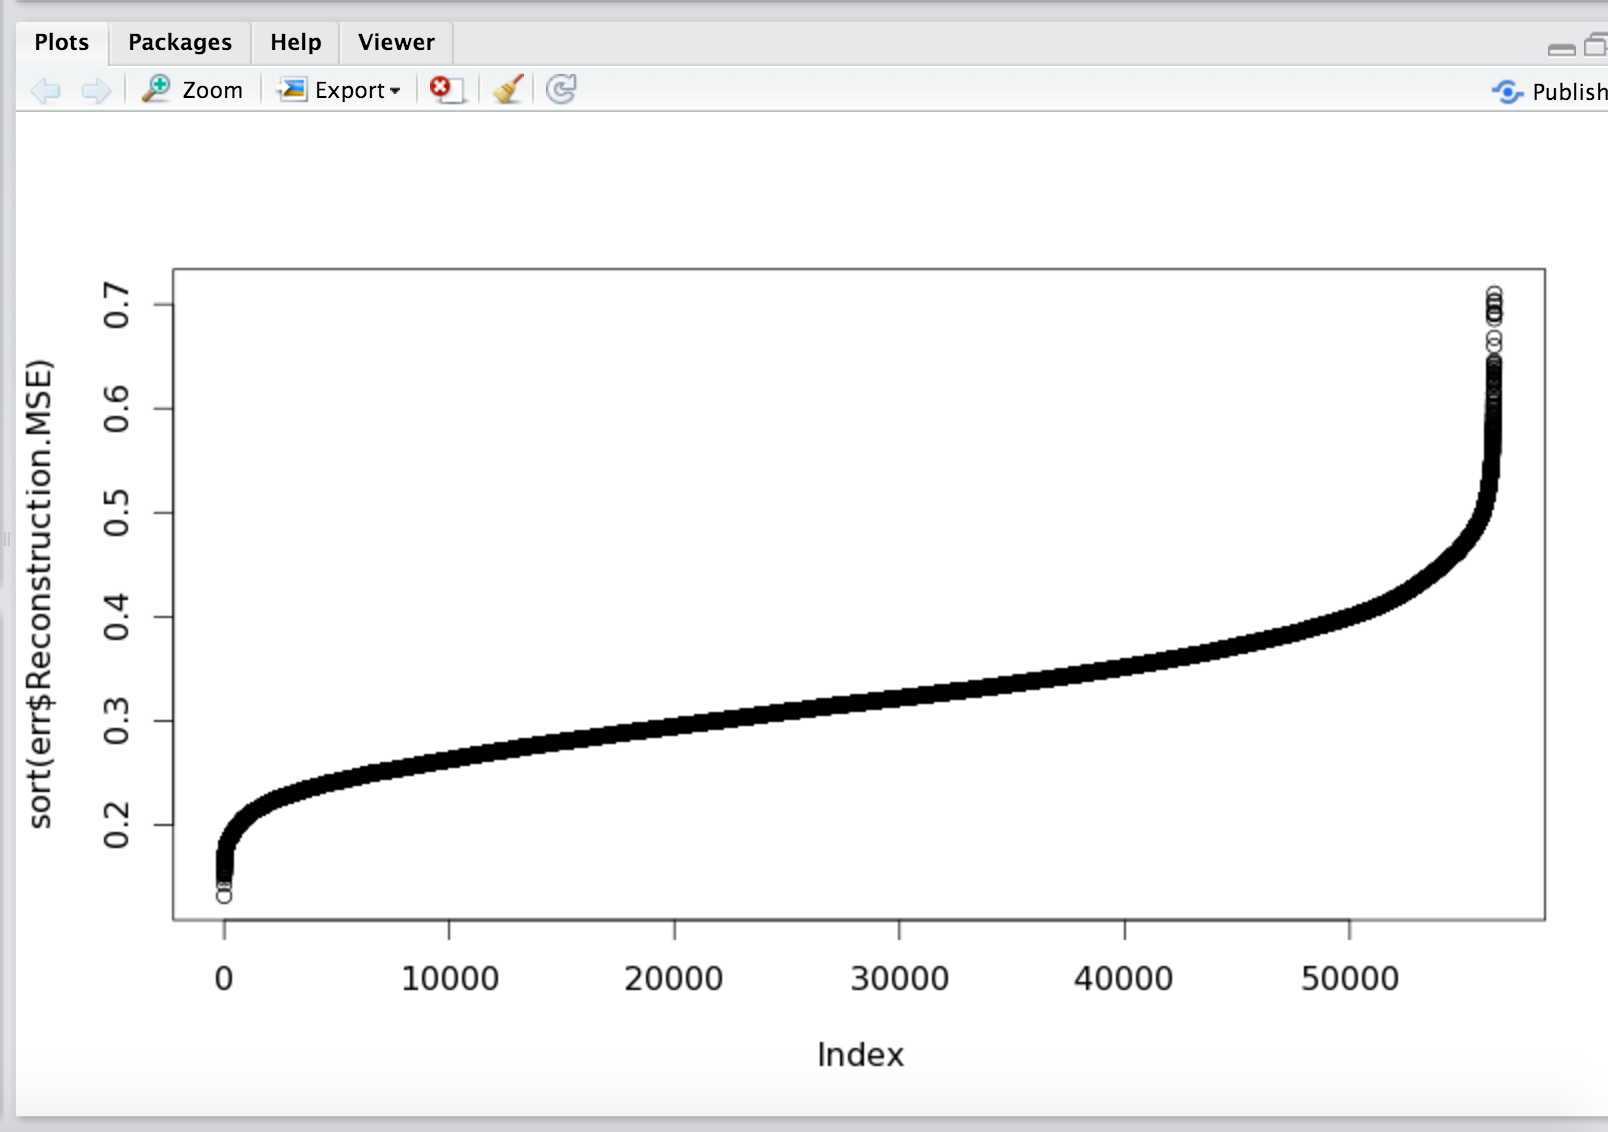 Plots Packages Help Viewer
Zoom Export Publish
sort(err$Reconstruction.MSE)
0.7
0.6
0.5
0.4
0.3
0.2
0 10000 20000 30000 40000 50000
Index